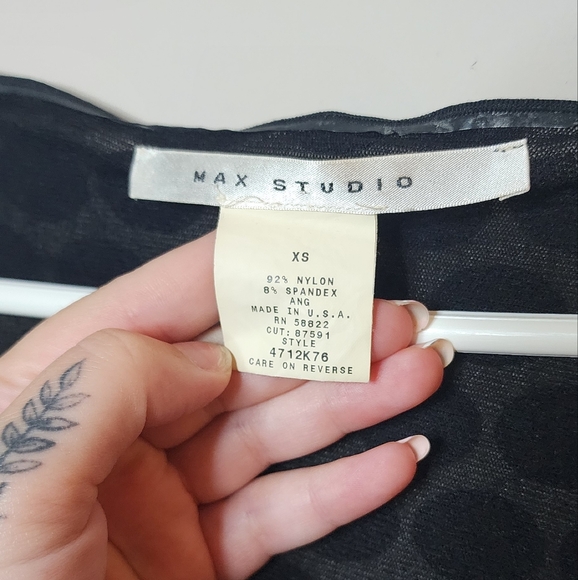 MAX STUDIO
XS
92% NYLON
8% SPANDEX
ANG
MADE IN U.S.A.
RN 58822
CUT: 87591
STYLE
4712K76
CARE ON REVERSE